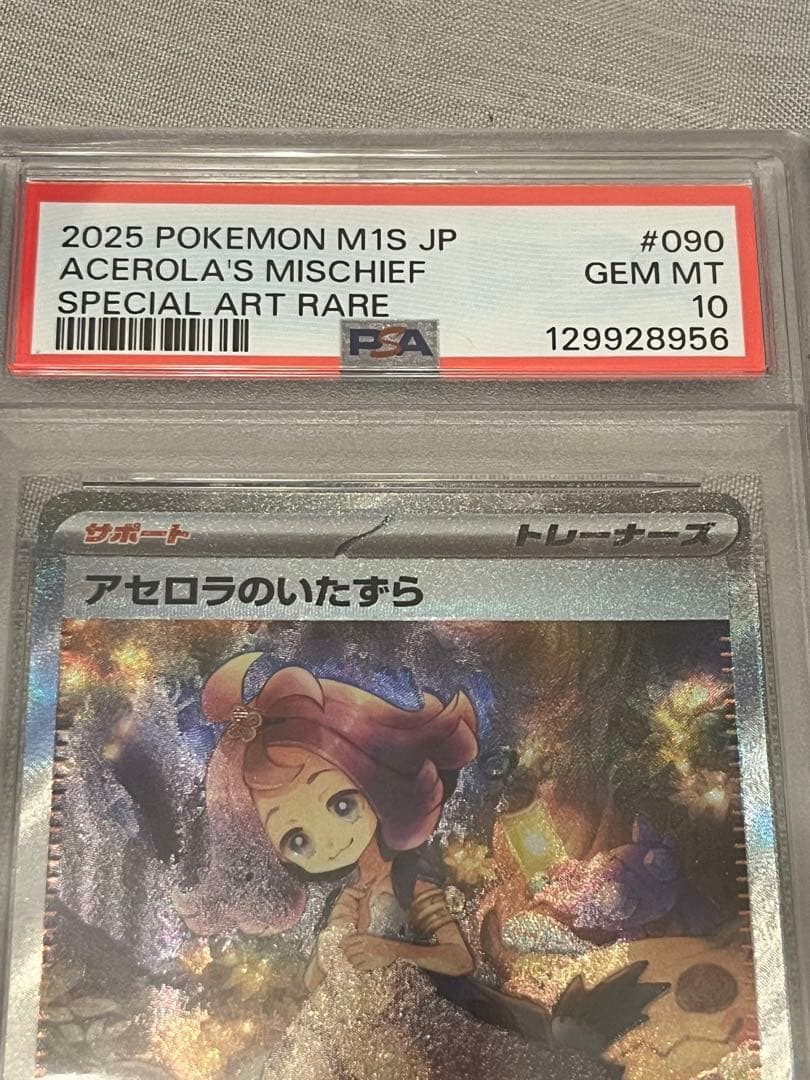 2025 POKEMON M1S JP #090
ACEROLA'S MISCHIEF GEM MT
SPECIAL ART RARE 10
PSA 129928956
サポート トレーナーズ
アセロラのいたずら